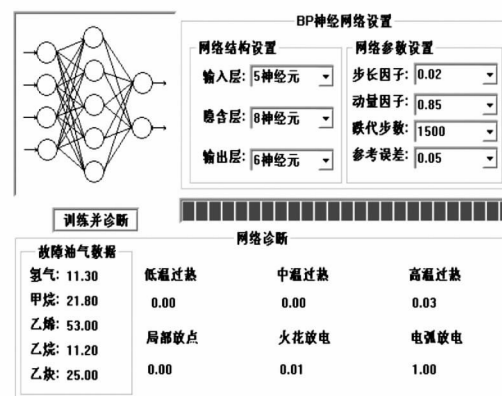 BP神经网络设置
网络结构设置 网络参数设置
输入层: 5神经元 步长因子: 0.02
动量因子: 0.85
隐含层: 8神经元
跌代步数: 1500
输出层: 6神经元 参考误差: 0.05
训练并诊断
网络诊断
故障油气数据
氢气: 11.30 低温过热 中温过热 高温过热
甲烷: 21.80 0.00 0.00 0.03
乙烯: 53.00
局部放点 火花放电 电弧放电
乙烷: 11.20
乙炔: 25.00 0.00 0.01 1.00